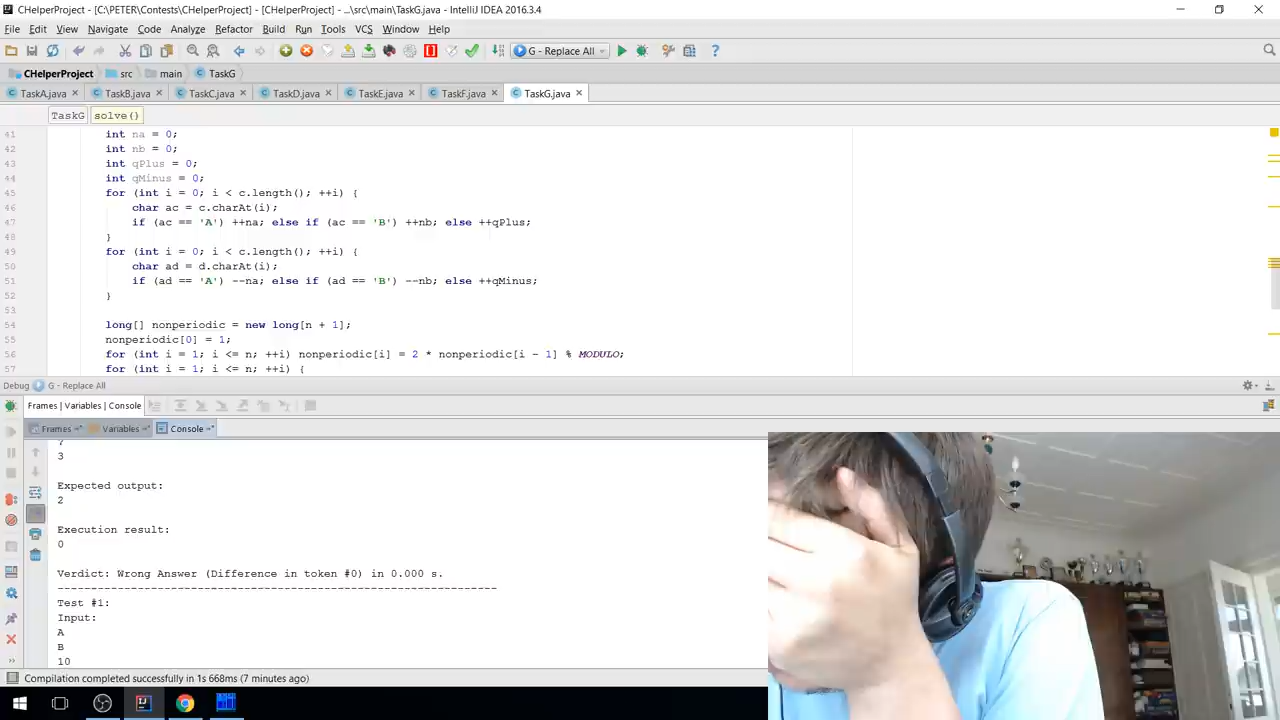 CHelperProject - [C:\PETER\Contests\CHelperProject] - [CHelperProject] - ...\src\main\TaskG.java - IntelliJ IDEA 2016.3.4
File Edit View Navigate Code Analyze Refactor Build Run Tools VCS Window Help
G - Replace All
CHelperProject src main TaskG
TaskA.java TaskB.java TaskC.java TaskD.java TaskE.java TaskF.java TaskG.java
TaskG solve()
41 int na = 0;
42 int nb = 0;
43 int qPlus = 0;
44 int qMinus = 0;
45 for (int i = 0; i < c.length(); ++i) {
46 char ac = c.charAt(i);
47 if (ac == 'A') ++na; else if (ac == 'B') ++nb; else ++qPlus;
48 }
49 for (int i = 0; i < c.length(); ++i) {
50 char ad = d.charAt(i);
51 if (ad == 'A') --na; else if (ad == 'B') --nb; else ++qMinus;
52 }
53
54 long[] nonperiodic = new long[n + 1];
55 nonperiodic[0] = 1;
56 for (int i = 1; i <= n; ++i) nonperiodic[i] = 2 * nonperiodic[i - 1] % MODULO;
57 for (int i = 1; i <= n; ++i) {
Debug G - Replace All
Frames | Variables | Console
Frames Variables Console
?
3
Expected output:
2
Execution result:
0
Verdict: Wrong Answer (Difference in token #0) in 0.000 s.
------------------------------------------------------------------
Test #1:
Input:
A
B
10
Compilation completed successfully in 1s 668ms (7 minutes ago)